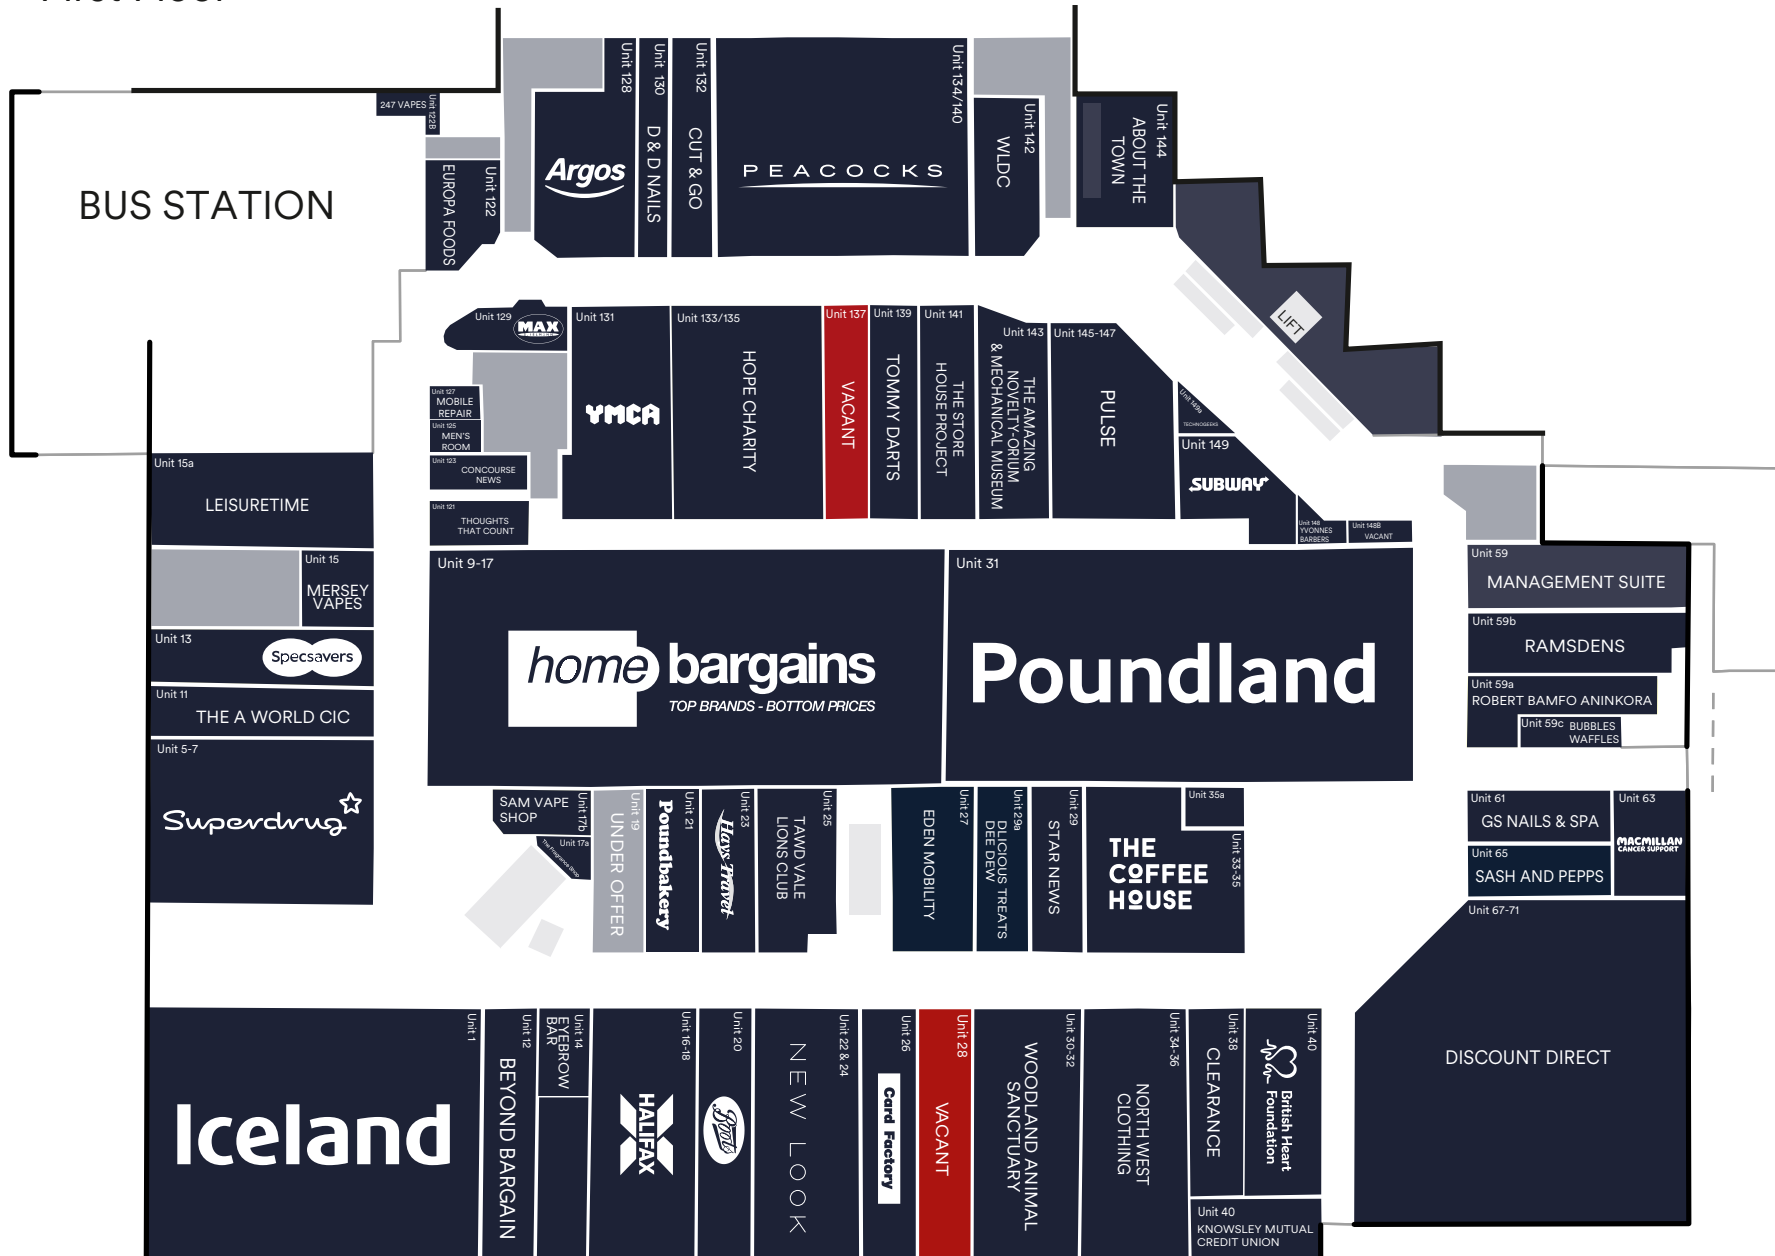 BUS STATION
247 VAPES
Unit 122B
Unit 122
EUROPA FOODS
Unit 128
Argos
Unit 130
D & D NAILS
Unit 132
CUT & GO
Unit 134/140
PEACOCKS
Unit 142
WLDC
Unit 144
ABOUT THE
TOWN
LIFT
Unit 129
MAX
Unit 131
YMCA
Unit 133/135
HOPE CHARITY
Unit 137
VACANT
Unit 139
TOMMY DARTS
Unit 141
THE STORE
HOUSE PROJECT
Unit 143
THE AMAZING
NOVELTY-ORIUM
& MECHANICAL MUSEUM
Unit 145-147
PULSE
Unit 149a
TECHNOGEEKS
Unit 149
SUBWAY
Unit 148
YVONNES
BARBERS
Unit 148B
VACANT
Unit 127
MOBILE
REPAIR
Unit 125
MEN'S
ROOM
Unit 123
CONCOURSE
NEWS
Unit 121
THOUGHTS
THAT COUNT
Unit 15a
LEISURETIME
Unit 15
MERSEY
VAPES
Unit 13
Specsavers
Unit 11
THE A WORLD CIC
Unit 5-7
Superdrug
Unit 9-17
home bargains
TOP BRANDS - BOTTOM PRICES
Unit 31
Poundland
Unit 59
MANAGEMENT SUITE
Unit 59b
RAMSDENS
Unit 59a
ROBERT BAMFO ANINKORA
Unit 59c
BUBBLES
WAFFLES
Unit 61
GS NAILS & SPA
Unit 63
MACMILLAN
CANCER SUPPORT
Unit 65
SASH AND PEPPS
Unit 67-71
DISCOUNT DIRECT
SAM VAPE
SHOP
Unit 17b
Unit 17a
The Fragrance Shop
Unit 19
UNDER OFFER
Unit 21
Poundbakery
Unit 23
Hays Travel
Unit 25
TAWD VALE
LIONS CLUB
Unit 27
EDEN MOBILITY
Unit 29a
DLICIOUS TREATS
DEE DEW
Unit 29
STAR NEWS
THE
COFFEE
HOUSE
Unit 35a
Unit 33-35
Unit 1
Iceland
Unit 12
BEYOND BARGAIN
Unit 14
EYEBROW
BAR
Unit 16-18
HALIFAX
Unit 20
Boots
Unit 22 & 24
NEW LOOK
Unit 26
Card Factory
Unit 28
VACANT
Unit 30-32
WOODLAND ANIMAL
SANCTUARY
Unit 34-36
NORTH WEST
CLOTHING
Unit 38
CLEARANCE
Unit 40
British Heart
Foundation
Unit 40
KNOWSLEY MUTUAL
CREDIT UNION